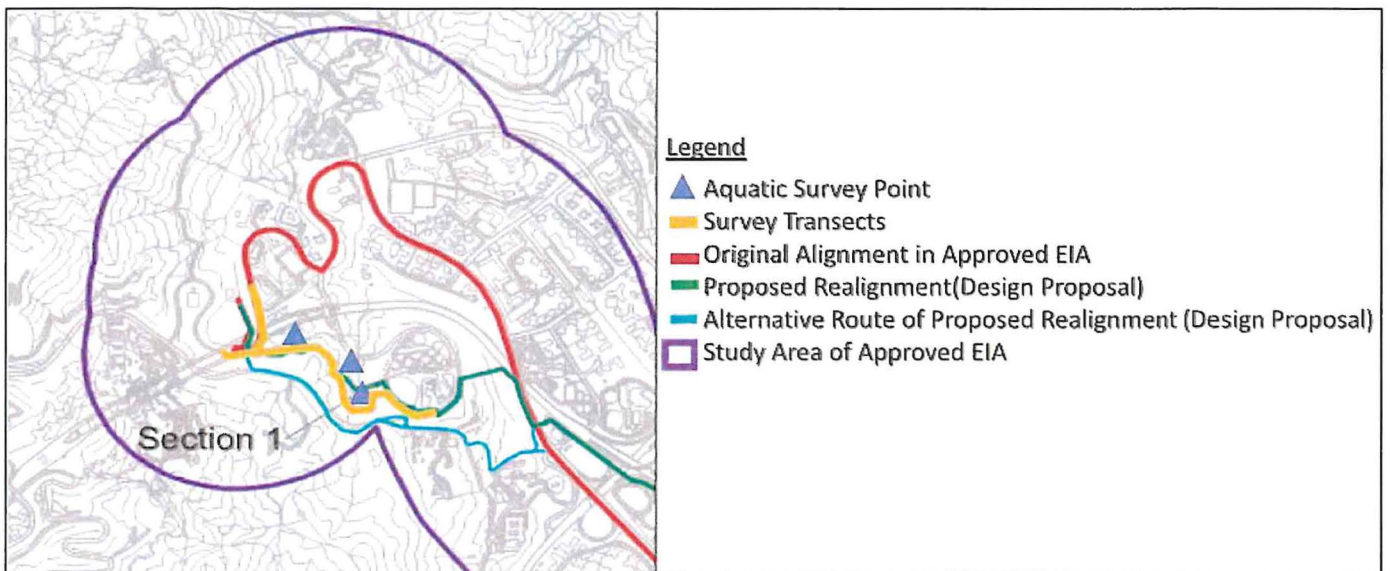 Legend
Aquatic Survey Point
Survey Transects
Original Alignment in Approved EIA
Proposed Realignment(Design Proposal)
Alternative Route of Proposed Realignment (Design Proposal)
Study Area of Approved EIA
Section 1